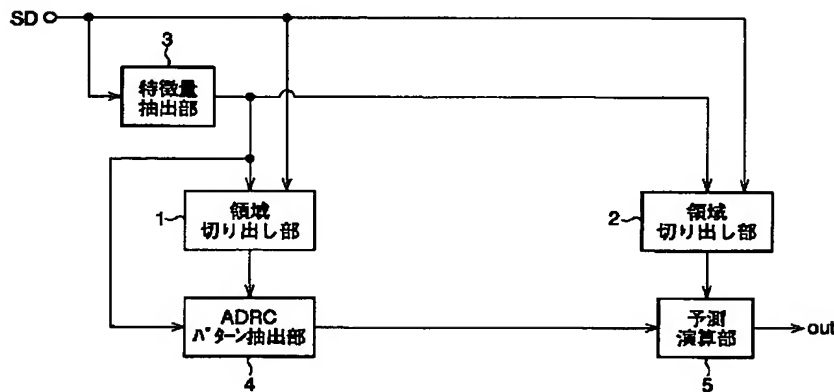 SD
3
特徴量
抽出部
1
領域
切り出し部
2
領域
切り出し部
ADRC
パターン抽出部
4
予測
演算部
out
5